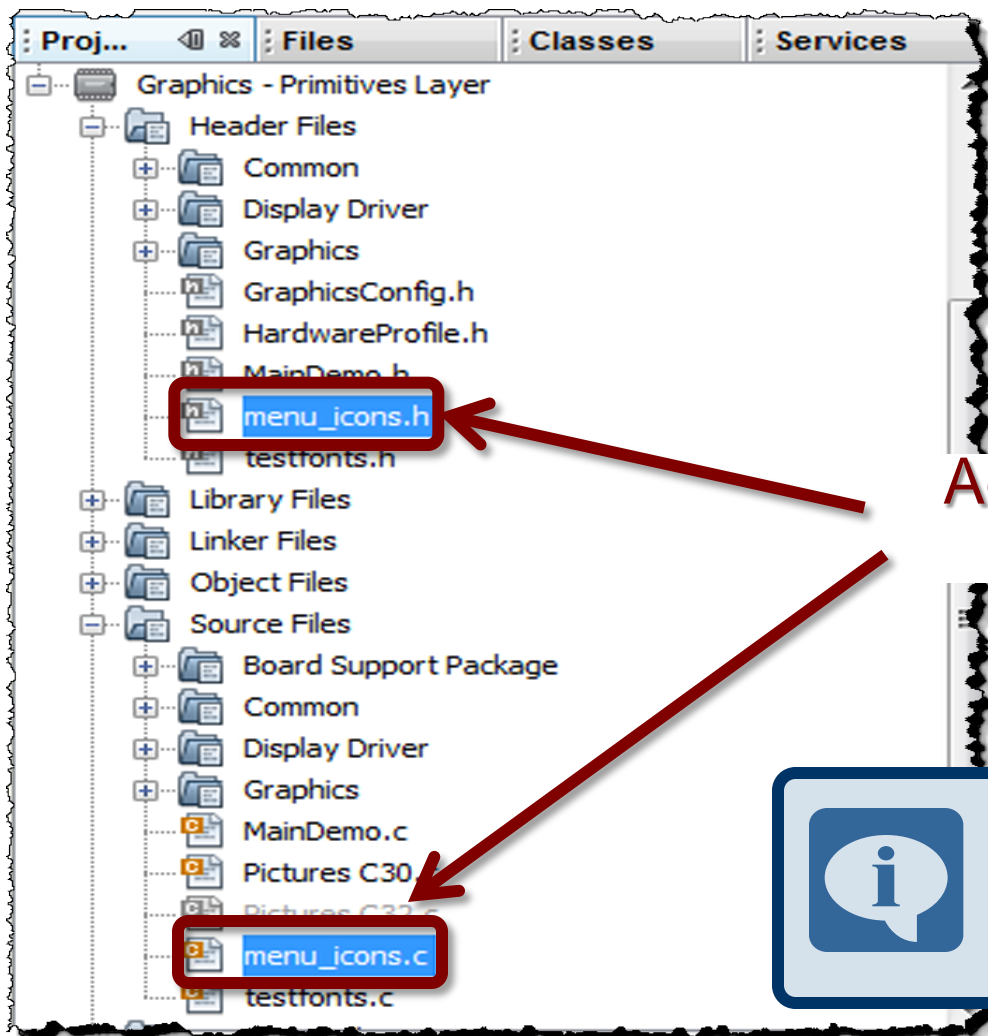 Proj... Files Classes Services
Graphics - Primitives Layer
Header Files
Common
Display Driver
Graphics
GraphicsConfig.h
HardwareProfile.h
MainDemo.h
menu_icons.h
testfonts.h
Library Files
Linker Files
Object Files
Source Files
Board Support Package
Common
Display Driver
Graphics
MainDemo.c
Pictures C30.c
Pictures C32.c
menu_icons.c
testfonts.c